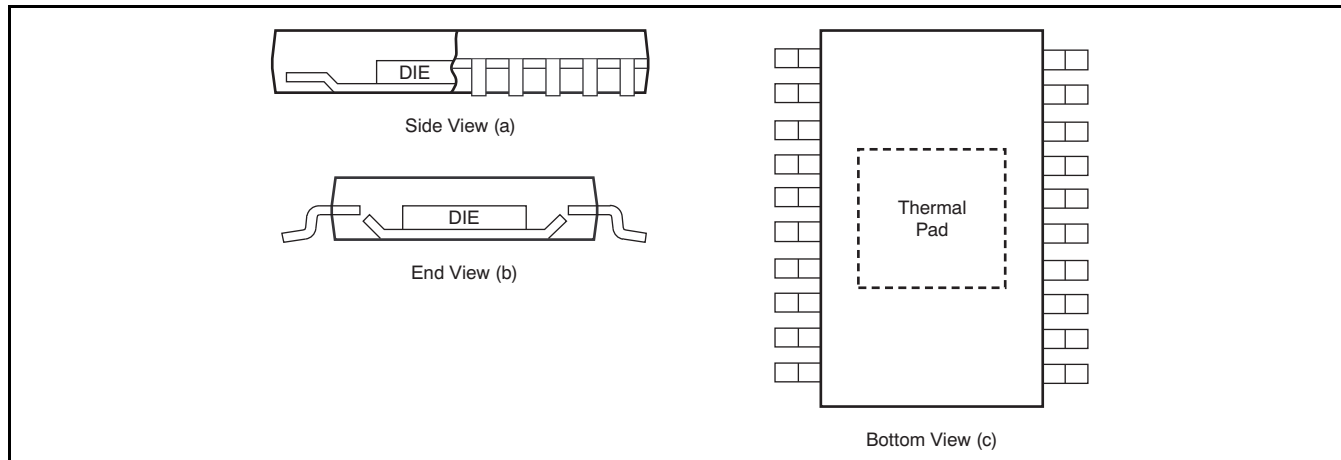 DIE
Side View (a)
DIE
End View (b)
Thermal
Pad
Bottom View (c)